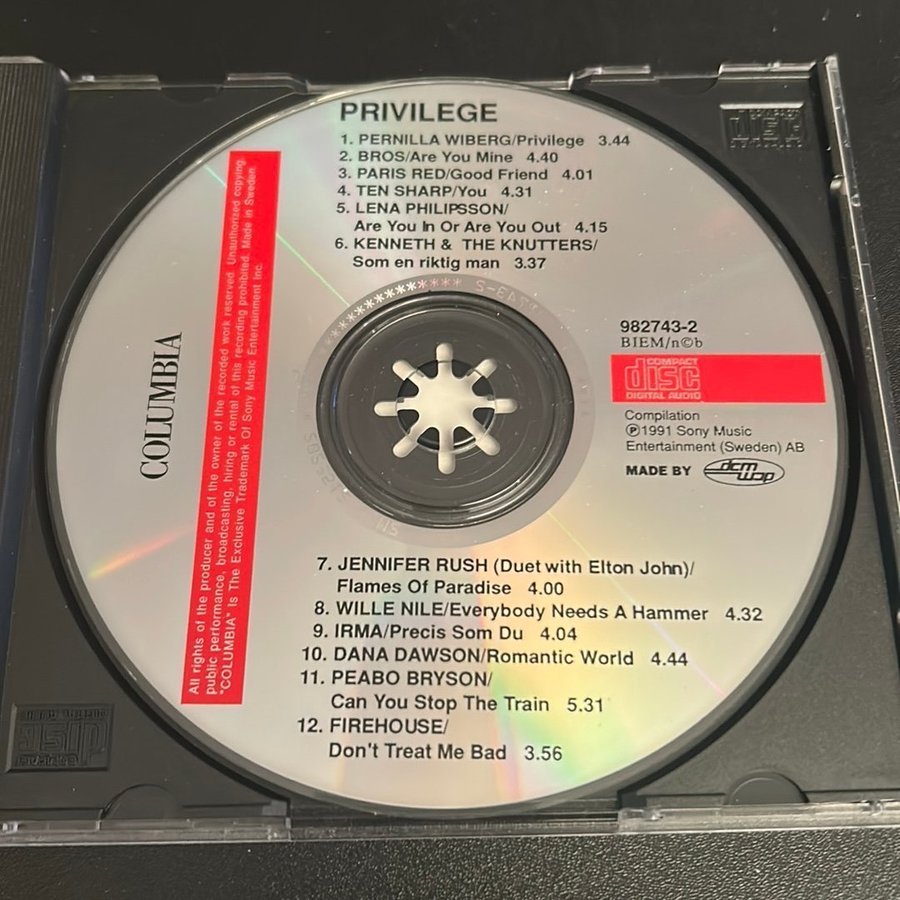 PRIVILEGE
1. PERNILLA WIBERG/Privilege 3.44
2. BROS/Are You Mine 4.40
3. PARIS RED/Good Friend 4.01
4. TEN SHARP/You 4.31
5. LENA PHILIPSSON/
Are You In Or Are You Out 4.15
6. KENNETH & THE KNUTTERS/
Som en riktig man 3.37
COLUMBIA
All rights of the producer and of the owner of the recorded work reserved. Unauthorized copying,
public performance, broadcasting, hiring or rental of this recording prohibited. Made in Sweden.
"COLUMBIA" Is The Exclusive Trademark Of Sony Music Entertainment Inc.
982743-2
BIEM/n©b
COMPACT
disc
DIGITAL AUDIO
Compilation
℗1991 Sony Music
Entertainment (Sweden) AB
MADE BY dcm
7. JENNIFER RUSH (Duet with Elton John)/
Flames Of Paradise 4.00
8. WILLE NILE/Everybody Needs A Hammer 4.32
9. IRMA/Precis Som Du 4.04
10. DANA DAWSON/Romantic World 4.44
11. PEABO BRYSON/
Can You Stop The Train 5.31
12. FIREHOUSE/
Don't Treat Me Bad 3.56